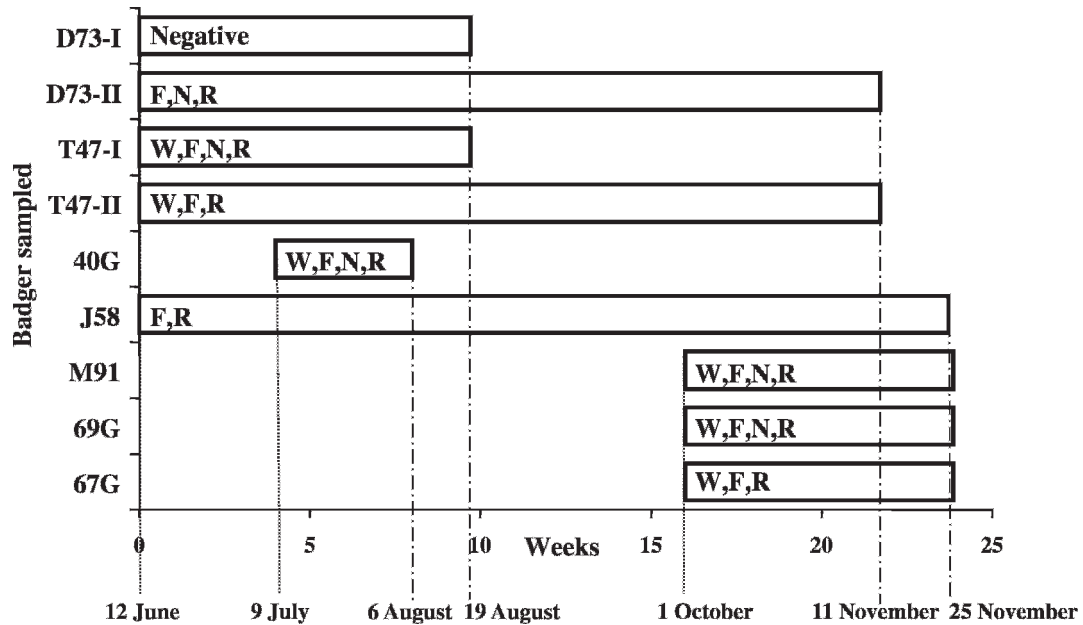 D73-I Negative
D73-II F,N,R
T47-I W,F,N,R
T47-II W,F,R
40G W,F,N,R
J58 F,R
M91 W,F,N,R
69G W,F,N,R
67G W,F,R
Badger sampled
0 5 10 15 20 25
Weeks
12 June 9 July 6 August 19 August 1 October 11 November 25 November